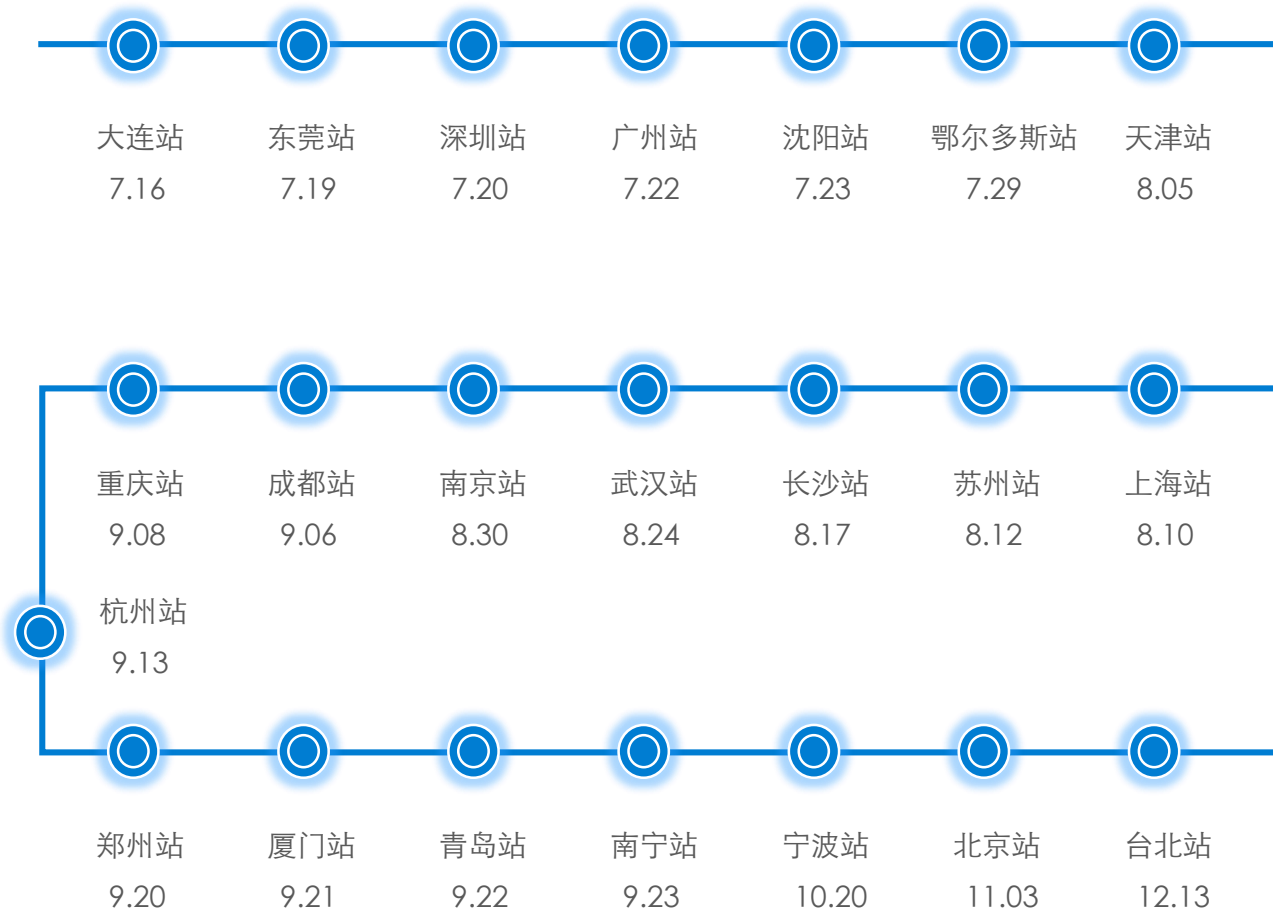 大连站 东莞站 深圳站 广州站 沈阳站 鄂尔多斯站 天津站
7.16 7.19 7.20 7.22 7.23 7.29 8.05
重庆站 成都站 南京站 武汉站 长沙站 苏州站 上海站
9.08 9.06 8.30 8.24 8.17 8.12 8.10
杭州站
9.13
郑州站 厦门站 青岛站 南宁站 宁波站 北京站 台北站
9.20 9.21 9.22 9.23 10.20 11.03 12.13